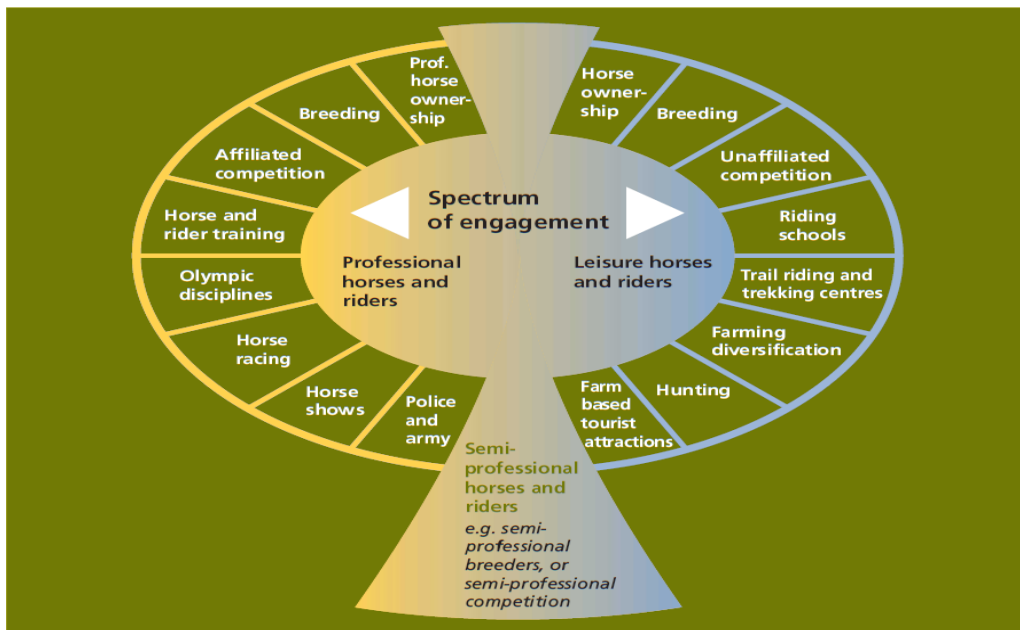 Prof.
horse
owner-
ship
Breeding
Affiliated
competition
Horse and
rider training
Olympic
disciplines
Horse
racing
Horse
shows
Police
and
army
Spectrum
of engagement
Professional
horses and
riders
Leisure horses
and riders
Horse
owner-
ship
Breeding
Unaffiliated
competition
Riding
schools
Trail riding and
trekking centres
Farming
diversification
Hunting
Farm
based
tourist
attractions
Semi-
professional
horses and
riders
e.g. semi-
professional
breeders, or
semi-professional
competition